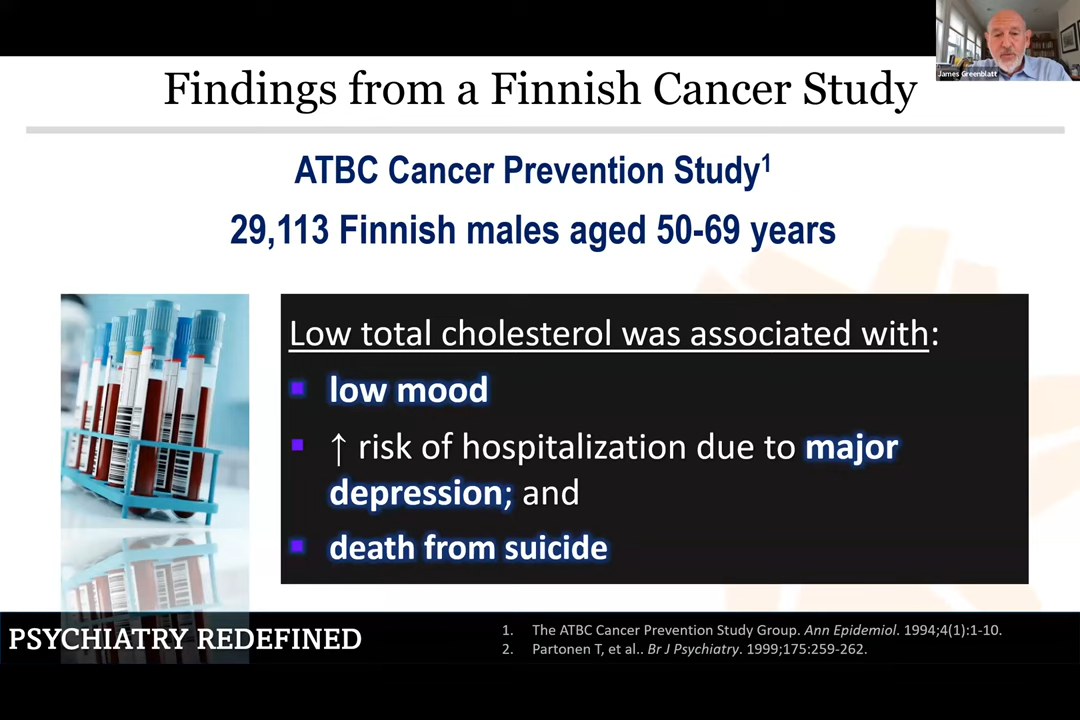 James Greenblatt
Findings from a Finnish Cancer Study
ATBC Cancer Prevention Study1
29,113 Finnish males aged 50-69 years
Low total cholesterol was associated with:
▪ low mood
▪ ↑ risk of hospitalization due to major
depression; and
▪ death from suicide
PSYCHIATRY REDEFINED
1. The ATBC Cancer Prevention Study Group. Ann Epidemiol. 1994;4(1):1-10.
2. Partonen T, et al.. Br J Psychiatry. 1999;175:259-262.